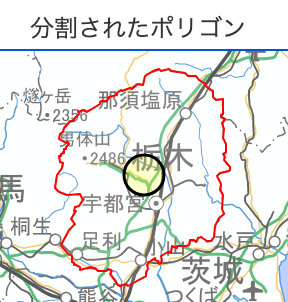 分割されたポリゴン
燧ヶ岳
・2356
那須塩原
男体山
・2486
栃木
馬
宇都宮
桐生
足利
小山
水戸
茨城
つくば